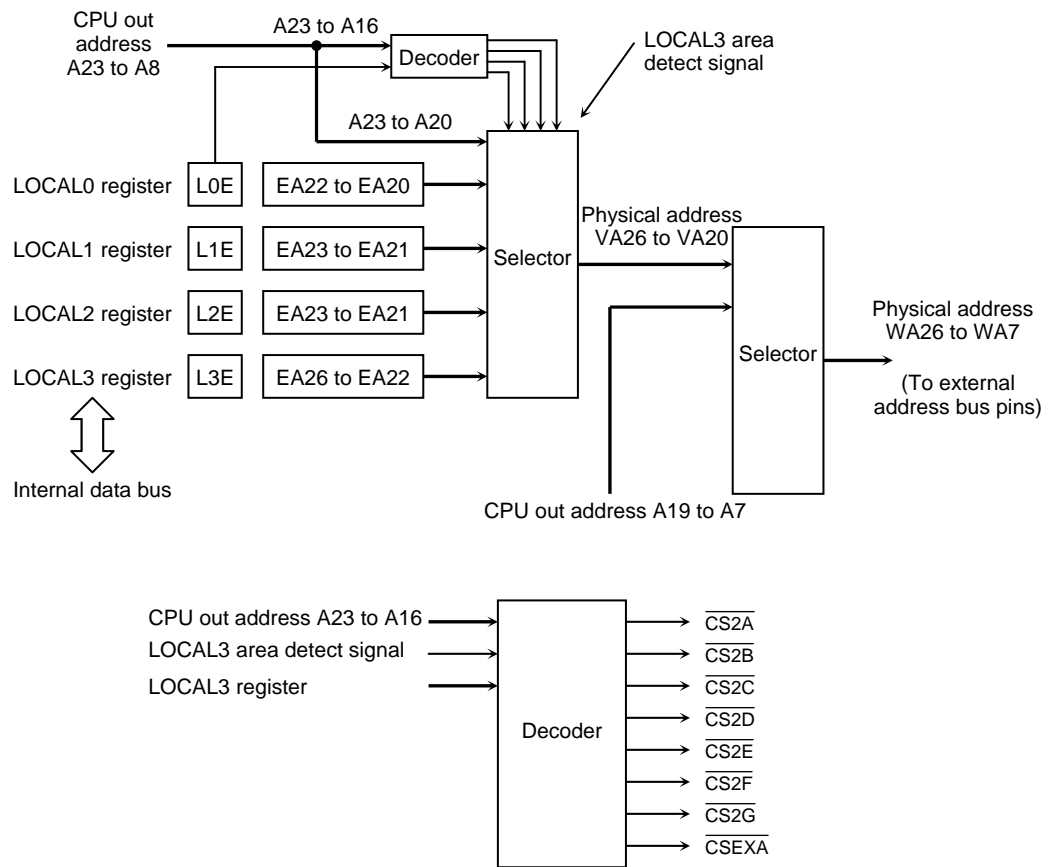 CPU out
address
A23 to A8
A23 to A16
Decoder
LOCAL3 area
detect signal
A23 to A20
LOCAL0 register
L0E
EA22 to EA20
LOCAL1 register
L1E
EA23 to EA21
LOCAL2 register
L2E
EA23 to EA21
LOCAL3 register
L3E
EA26 to EA22
Selector
Physical address
VA26 to VA20
Selector
Physical address
WA26 to WA7
(To external
address bus pins)
Internal data bus
CPU out address A19 to A7
CPU out address A23 to A16
LOCAL3 area detect signal
LOCAL3 register
Decoder
CS2A
CS2B
CS2C
CS2D
CS2E
CS2F
CS2G
CSEXA